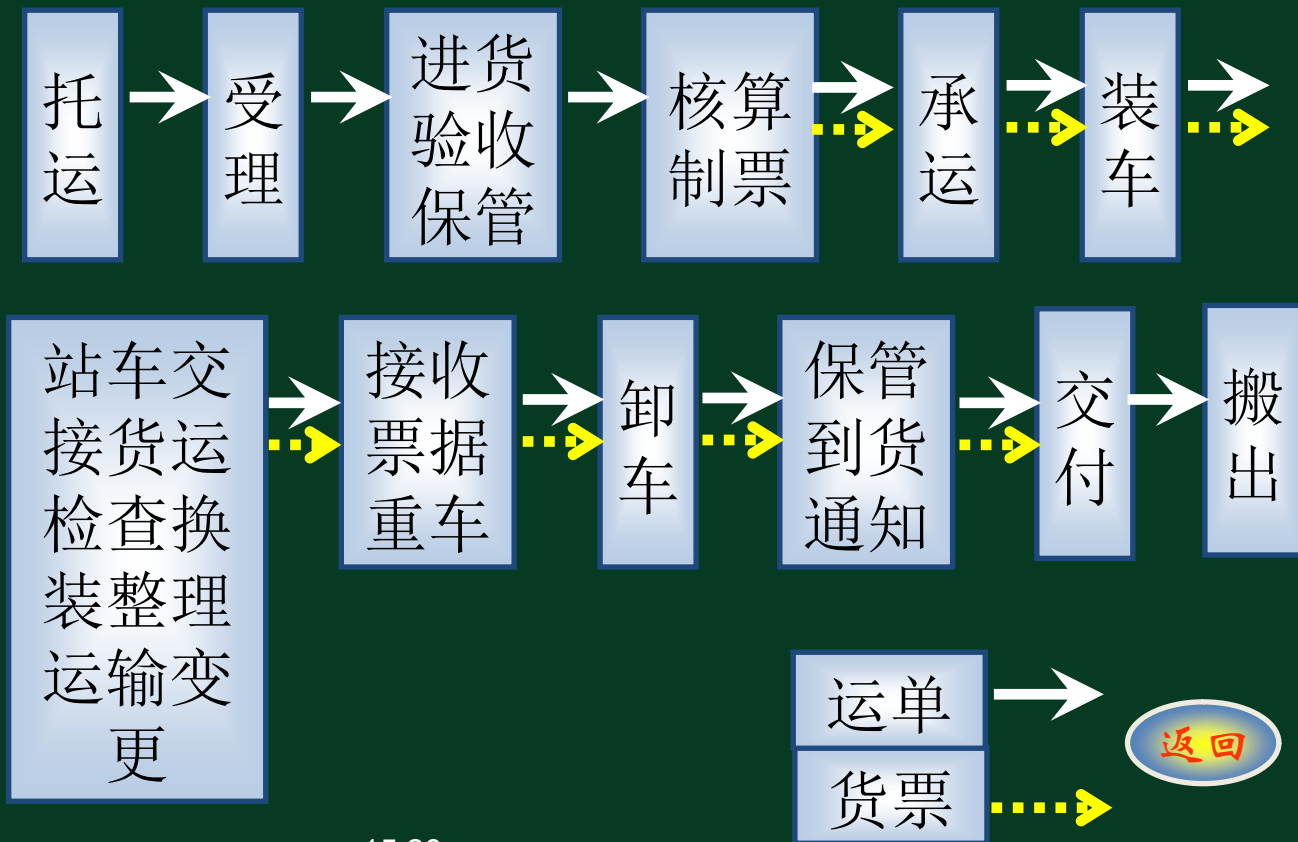 托
运
受
理
进货
验收
保管
核算
制票
承
运
装
车
站车交
接货运
检查换
装整理
运输变
更
接收
票据
重车
卸
车
保管
到货
通知
交
付
搬
出
运单
货票
返回